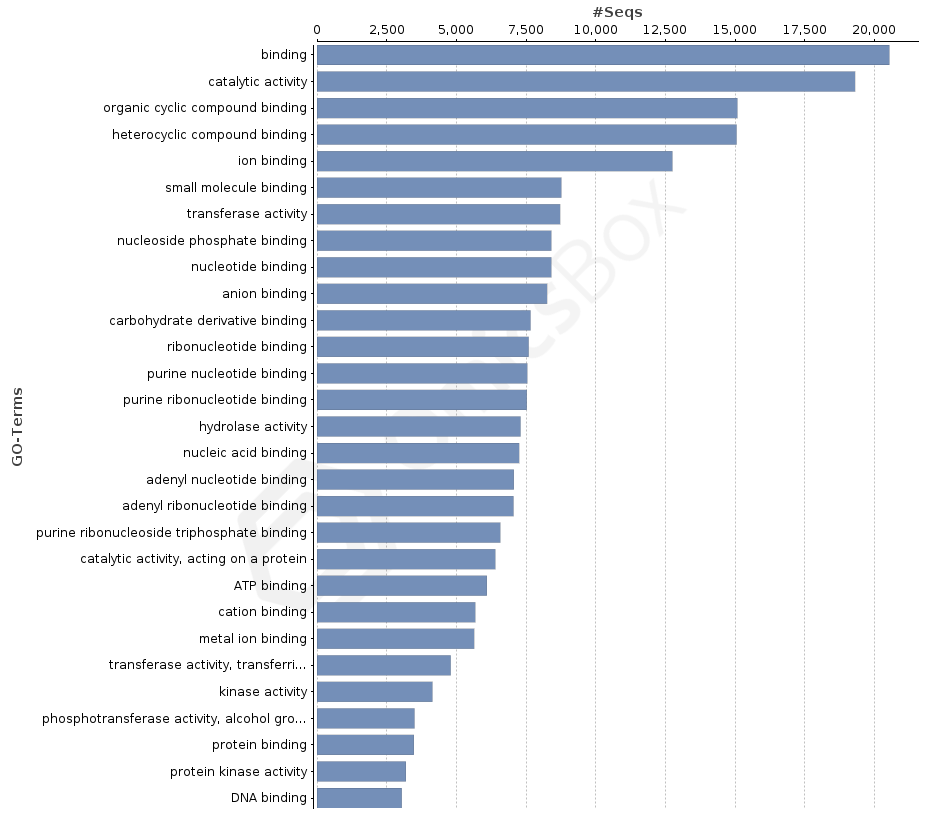 #Seqs
0 2,500 5,000 7,500 10,000 12,500 15,000 17,500 20,000
binding
catalytic activity
organic cyclic compound binding
heterocyclic compound binding
ion binding
small molecule binding
transferase activity
nucleoside phosphate binding
nucleotide binding
anion binding
carbohydrate derivative binding
ribonucleotide binding
purine nucleotide binding
purine ribonucleotide binding
hydrolase activity
nucleic acid binding
adenyl nucleotide binding
adenyl ribonucleotide binding
purine ribonucleoside triphosphate binding
catalytic activity, acting on a protein
ATP binding
cation binding
metal ion binding
transferase activity, transferri...
kinase activity
phosphotransferase activity, alcohol gro...
protein binding
protein kinase activity
DNA binding
GO-Terms
OmicsBox